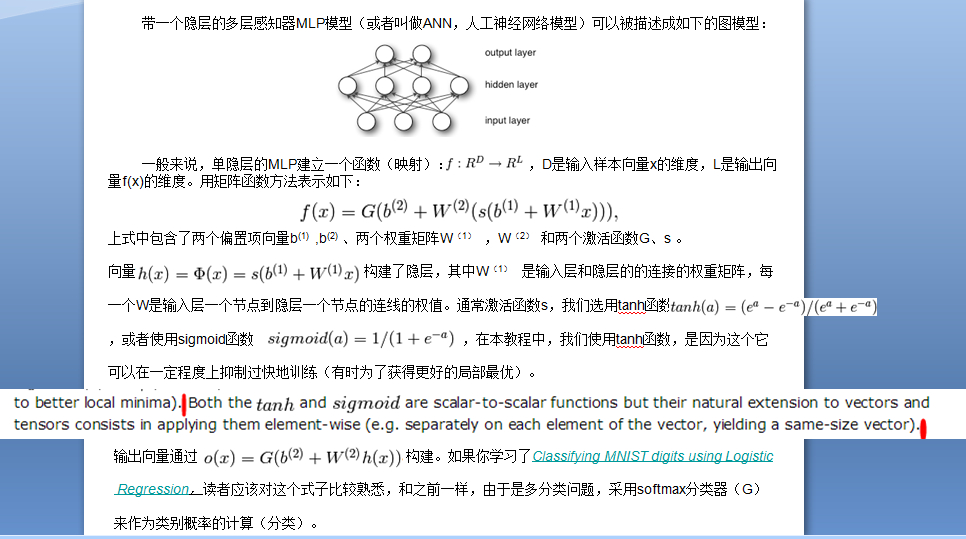 带一个隐层的多层感知器MLP模型（或者叫做ANN，人工神经网络模型）可以被描述成如下的图模型：
output layer
hidden layer
input layer
一般来说，单隐层的MLP建立一个函数（映射）: f : R^D → R^L ，D是输入样本向量x的维度，L是输出向
量f(x)的维度。用矩阵函数方法表示如下：
f(x) = G(b^(2) + W^(2)(s(b^(1) + W^(1)x))),
上式中包含了两个偏置项向量b^(1) ,b^(2) 、两个权重矩阵W^（1） ，W^（2） 和两个激活函数G、s 。
向量 h(x) = Φ(x) = s(b^(1) + W^(1)x) 构建了隐层，其中W^（1） 是输入层和隐层的的连接的权重矩阵，每
一个W是输入层一个节点到隐层一个节点的连线的权值。通常激活函数s，我们选用tanh函数tanh(a) = (e^a − e^−a)/(e^a + e^−a)
，或者使用sigmoid函数 sigmoid(a) = 1/(1 + e^−a) ，在本教程中，我们使用tanh函数，是因为这个它
可以在一定程度上抑制过快地训练（有时为了获得更好的局部最优）。
to better local minima). Both the tanh and sigmoid are scalar-to-scalar functions but their natural extension to vectors and
tensors consists in applying them element-wise (e.g. separately on each element of the vector, yielding a same-size vector).
输出向量通过 o(x) = G(b^(2) + W^(2)h(x)) 构建。如果你学习了Classifying MNIST digits using Logistic
Regression，读者应该对这个式子比较熟悉，和之前一样，由于是多分类问题，采用softmax分类器（G）
来作为类别概率的计算（分类）。